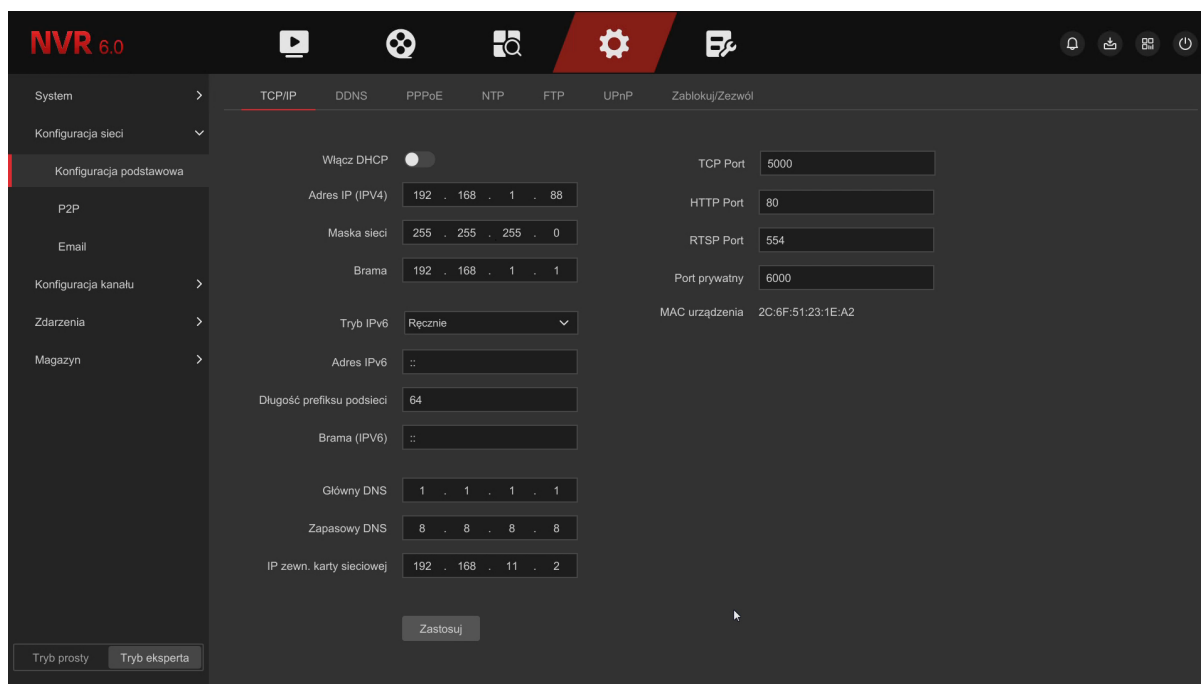 NVR 6.0
System
Konfiguracja sieci
Konfiguracja podstawowa
P2P
Email
Konfiguracja kanału
Zdarzenia
Magazyn
Tryb prosty
Tryb eksperta
TCP/IP DDNS PPPoE NTP FTP UPnP Zablokuj/Zezwól
Włącz DHCP
Adres IP (IPV4) 192 . 168 . 1 . 88
Maska sieci 255 . 255 . 255 . 0
Brama 192 . 168 . 1 . 1
Tryb IPv6 Ręcznie
Adres IPv6 ::
Długość prefiksu podsieci 64
Brama (IPV6) ::
Główny DNS 1 . 1 . 1 . 1
Zapasowy DNS 8 . 8 . 8 . 8
IP zewn. karty sieciowej 192 . 168 . 11 . 2
Zastosuj
TCP Port 5000
HTTP Port 80
RTSP Port 554
Port prywatny 6000
MAC urządzenia 2C:6F:51:23:1E:A2